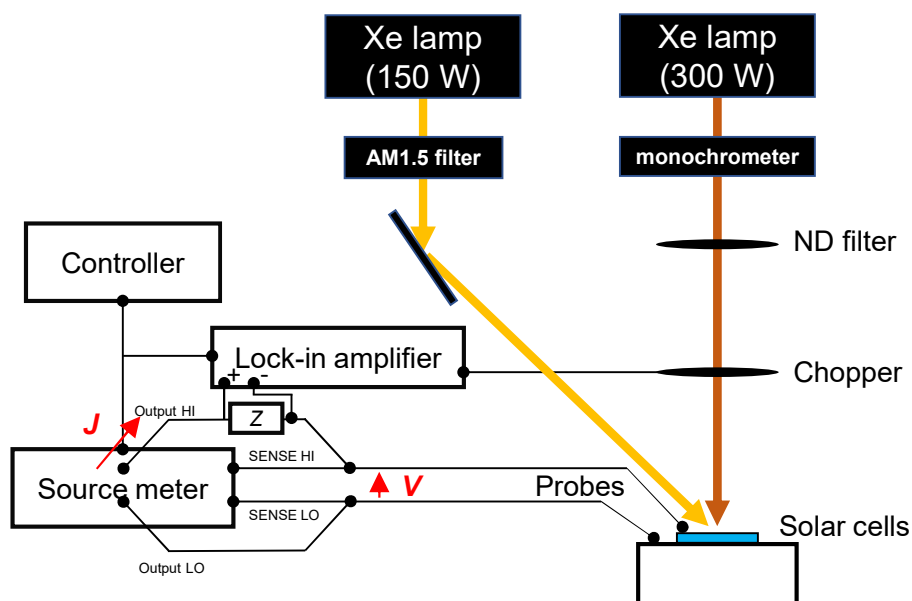 Xe lamp
(150 W)
Xe lamp
(300 W)
AM1.5 filter
monochrometer
ND filter
Controller
Lock-in amplifier
+ -
Chopper
Output HI
Z
J
SENSE HI
Source meter
V
Probes
SENSE LO
Solar cells
Output LO